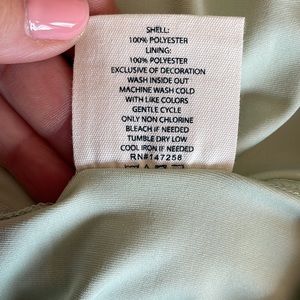 SHELL:
100% POLYESTER
LINING:
100% POLYESTER
EXCLUSIVE OF DECORATION
WASH INSIDE OUT
MACHINE WASH COLD
WITH LIKE COLORS
GENTLE CYCLE
ONLY NON CHLORINE
BLEACH IF NEEDED
TUMBLE DRY LOW
COOL IRON IF NEEDED
RN#147258